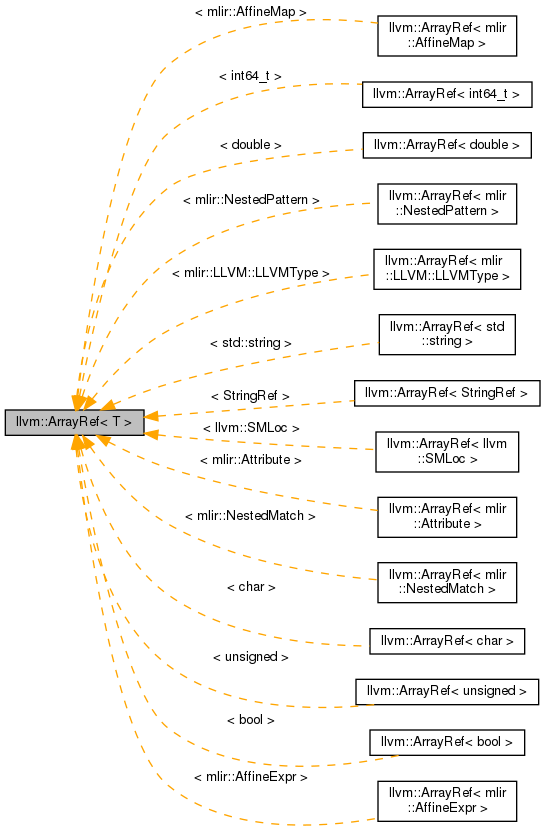 < mlir::AffineMap >
llvm::ArrayRef< mlir
::AffineMap >
< int64_t >
llvm::ArrayRef< int64_t >
< double >
llvm::ArrayRef< double >
< mlir::NestedPattern >
llvm::ArrayRef< mlir
::NestedPattern >
< mlir::LLVM::LLVMType >
llvm::ArrayRef< mlir
::LLVM::LLVMType >
< std::string >
llvm::ArrayRef< std
::string >
< StringRef >
llvm::ArrayRef< StringRef >
llvm::ArrayRef< T >
< llvm::SMLoc >
llvm::ArrayRef< llvm
::SMLoc >
< mlir::Attribute >
llvm::ArrayRef< mlir
::Attribute >
< mlir::NestedMatch >
llvm::ArrayRef< mlir
::NestedMatch >
< char >
llvm::ArrayRef< char >
< unsigned >
llvm::ArrayRef< unsigned >
< bool >
llvm::ArrayRef< bool >
< mlir::AffineExpr >
llvm::ArrayRef< mlir
::AffineExpr >